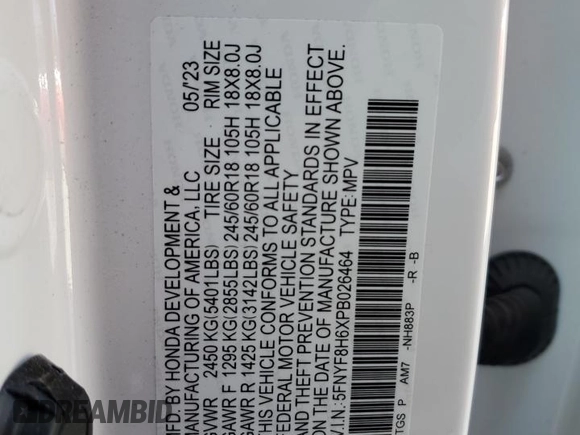 MFD BY HONDA DEVELOPMENT &
MANUFACTURING OF AMERICA, LLC 05/'23
GVWR 2450 KG(5401LBS) TIRE SIZE RIM SIZE
GAWR F 1295 KG(2855LBS) 245/60R18 105H 18X8.0J
GAWR R 1425 KG(3142LBS) 245/60R18 105H 18X8.0J
THIS VEHICLE CONFORMS TO ALL APPLICABLE
FEDERAL MOTOR VEHICLE SAFETY
AND THEFT PREVENTION STANDARDS IN EFFECT
ON THE DATE OF MANUFACTURE SHOWN ABOVE.
V.I.N.: 5FNYF8H6XPB026464 TYPE: MPV
TGS P AM7 -NH883P -R -B
DREAMBID